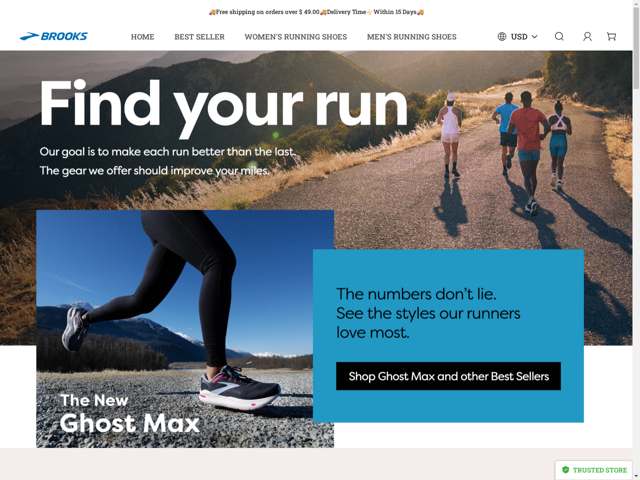 🚚Free shipping on orders over $ 49.00🚚Delivery Time✨Within 15 Days🚚
BROOKS
HOME
BEST SELLER
WOMEN'S RUNNING SHOES
MEN'S RUNNING SHOES
USD
Find your run
Our goal is to make each run better than the last.
The gear we offer should improve your miles.
The numbers don't lie.
See the styles our runners
love most.
Shop Ghost Max and other Best Sellers
The New
Ghost Max
TRUSTED STORE